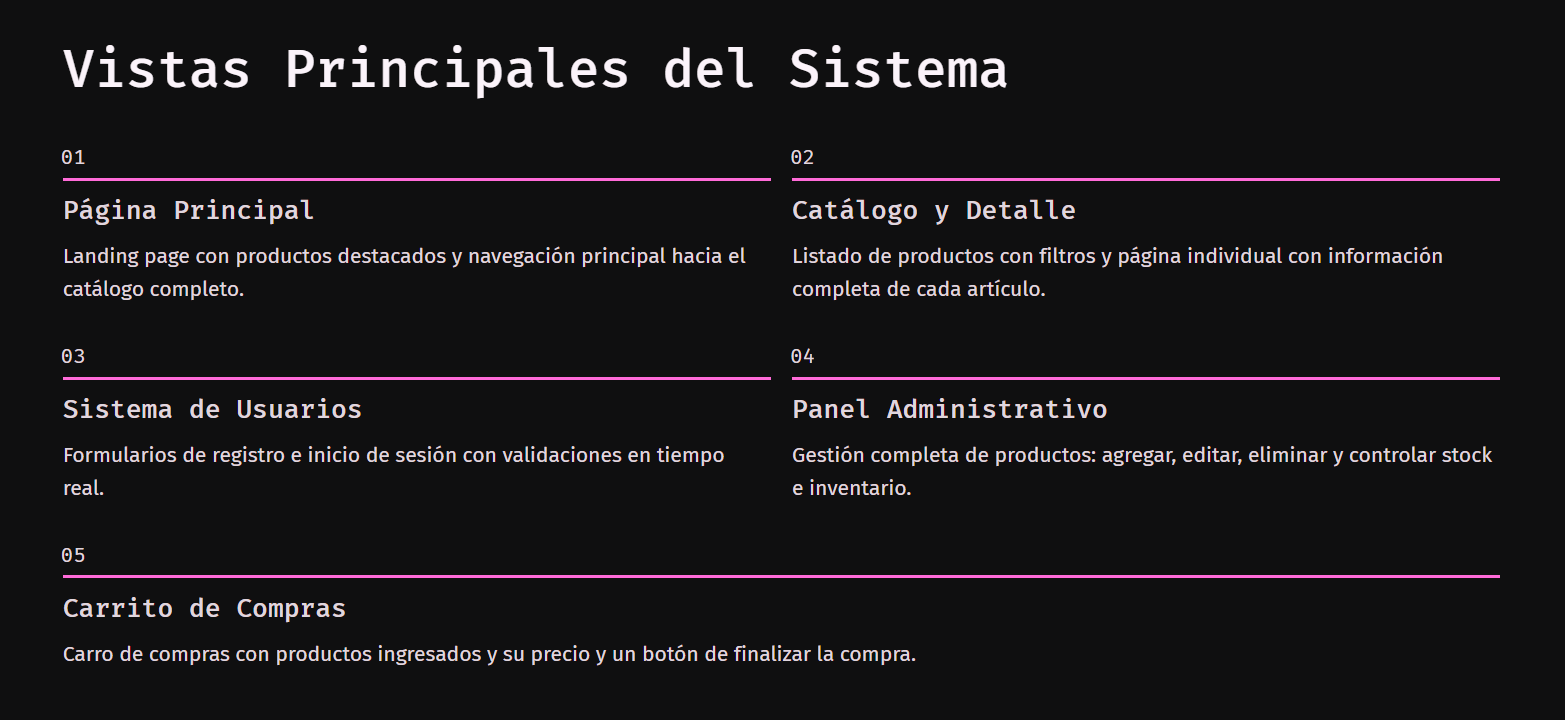 Vistas Principales del Sistema
01
Página Principal
Landing page con productos destacados y navegación principal hacia el
catálogo completo.
02
Catálogo y Detalle
Listado de productos con filtros y página individual con información
completa de cada artículo.
03
Sistema de Usuarios
Formularios de registro e inicio de sesión con validaciones en tiempo
real.
04
Panel Administrativo
Gestión completa de productos: agregar, editar, eliminar y controlar stock
e inventario.
05
Carrito de Compras
Carro de compras con productos ingresados y su precio y un botón de finalizar la compra.